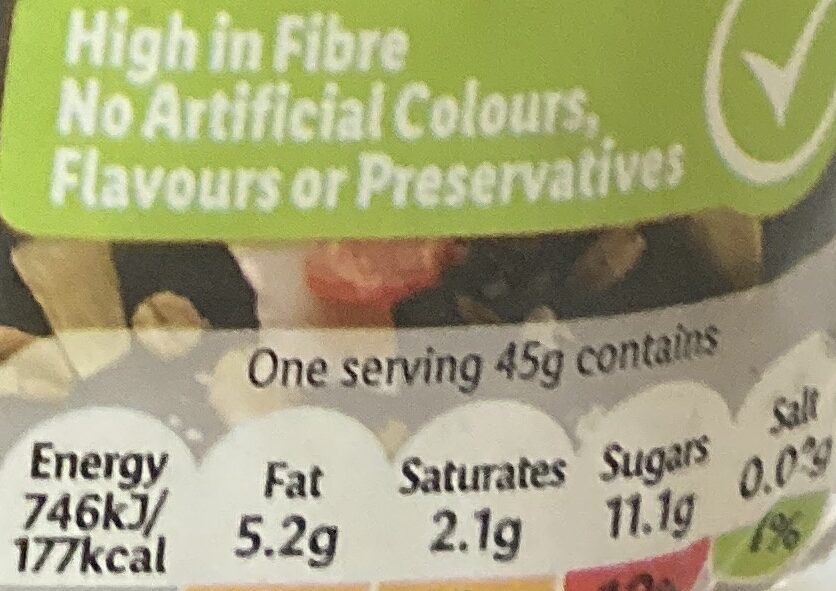 High in Fibre
No Artificial Colours,
Flavours or Preservatives
One serving 45g contains
Energy
746kJ/
177kcal
Fat
5.2g
Saturates
2.1g
Sugars
11.1g
Salt
1%